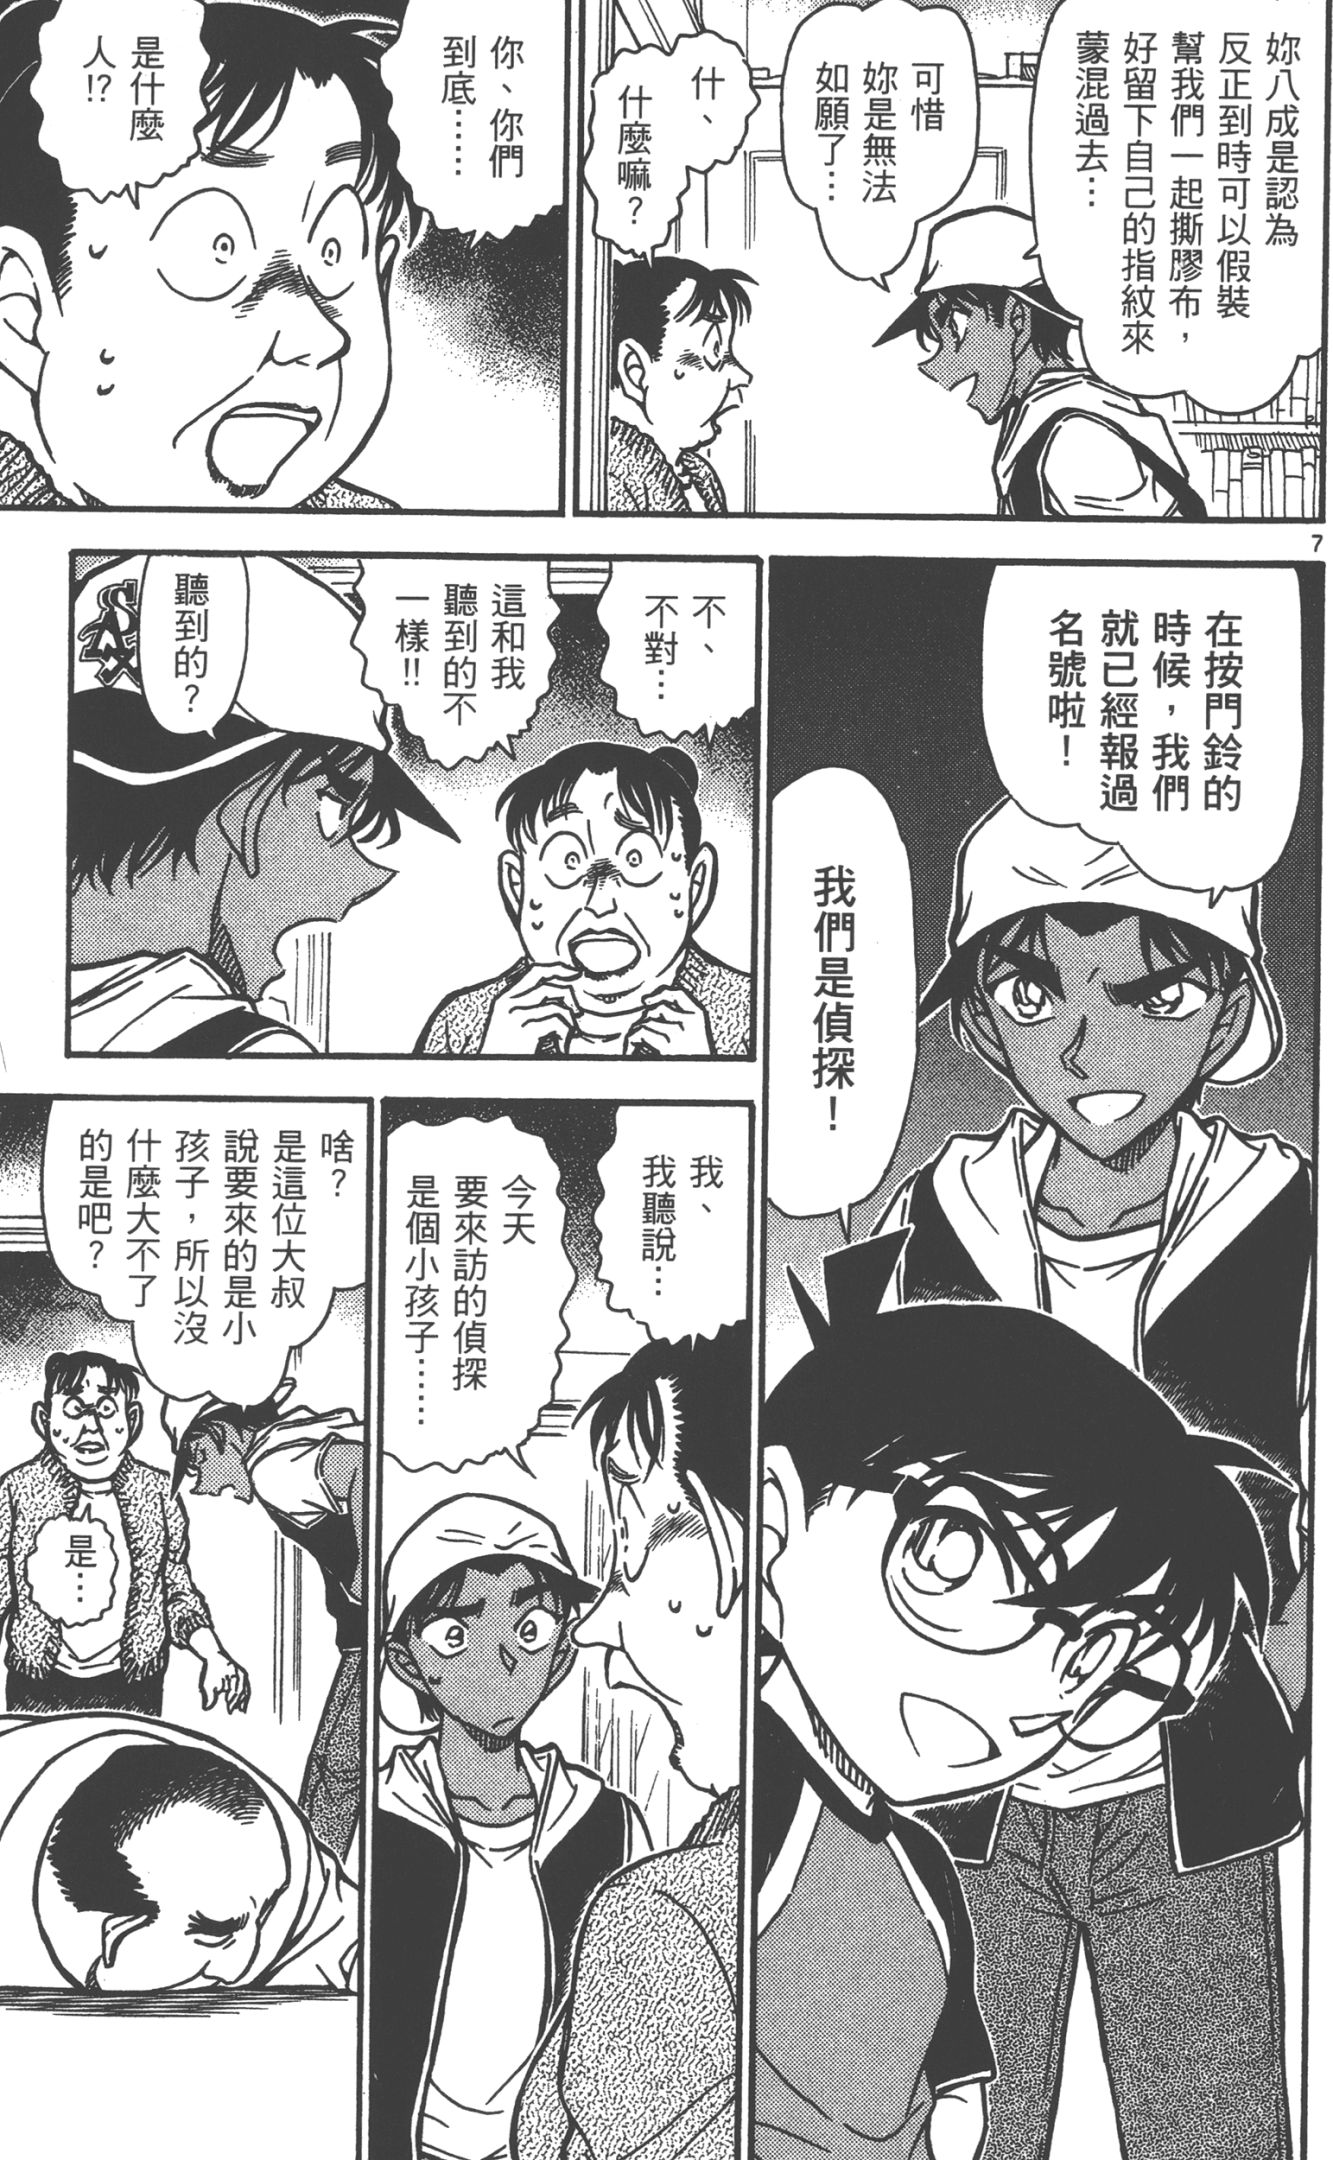 妳八成是認為
反正到時可以假裝
幫我們一起撕膠布，
好留下自己的指紋來
蒙混過去…
可惜
妳是無法
如願了…
什、
什麼嘛？
你、你們
到底……
是什麼
人!?
7
在按門鈴的
時候，我們
就已經報過
名號啦！
我們是偵探！
不、
不對…
這和我
聽到的不
一樣!!
聽到的？
SAX
我、
我聽說…
今天
要來訪的偵探
是個小孩子……
啥？
是這位大叔
說要來的是小
孩子，所以沒
什麼大不了
的是吧？
是…